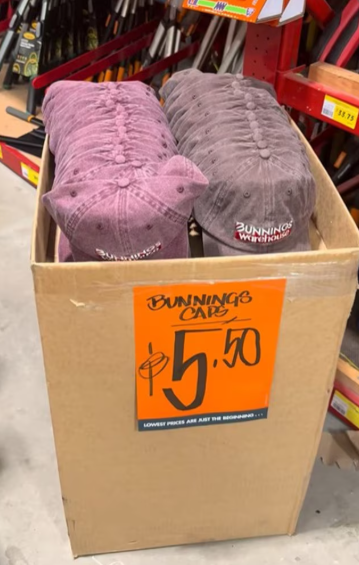 BUNNINGS
BUNNINGS
warehouse
BUNNINGS
CAPS
$5.50
LOWEST PRICES ARE JUST THE BEGINNING...